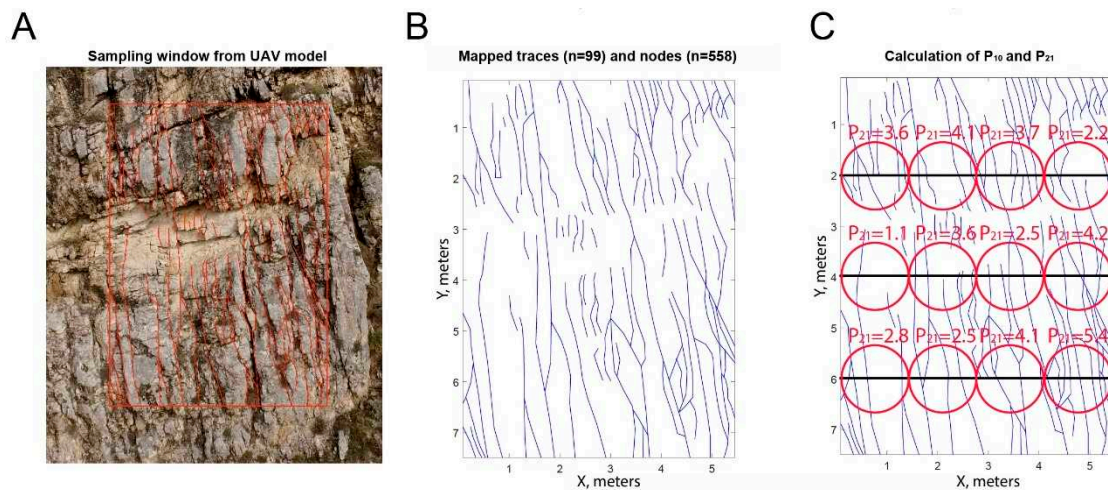 A
Sampling window from UAV model
B
Mapped traces (n=99) and nodes (n=558)
1
2
3
4
5
6
7
Y, meters
1
2
3
4
5
X, meters
C
Calculation of P₁₀ and P₂₁
P₂₁=3.6 P₂₁=4.1 P₂₁=3.7 P₂₁=2.2
P₂₁=1.1 P₂₁=3.6 P₂₁=2.5 P₂₁=4.2
P₂₁=2.8 P₂₁=2.5 P₂₁=4.1 P₂₁=5.4
1
2
3
4
5
6
7
Y, meters
1
2
3
4
5
X, meters